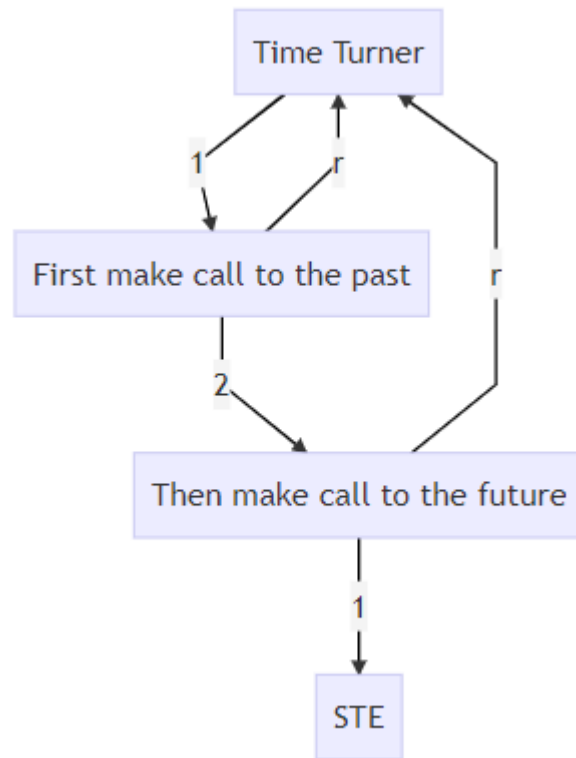 Time Turner
1
r
First make call to the past
r
2
Then make call to the future
1
STE